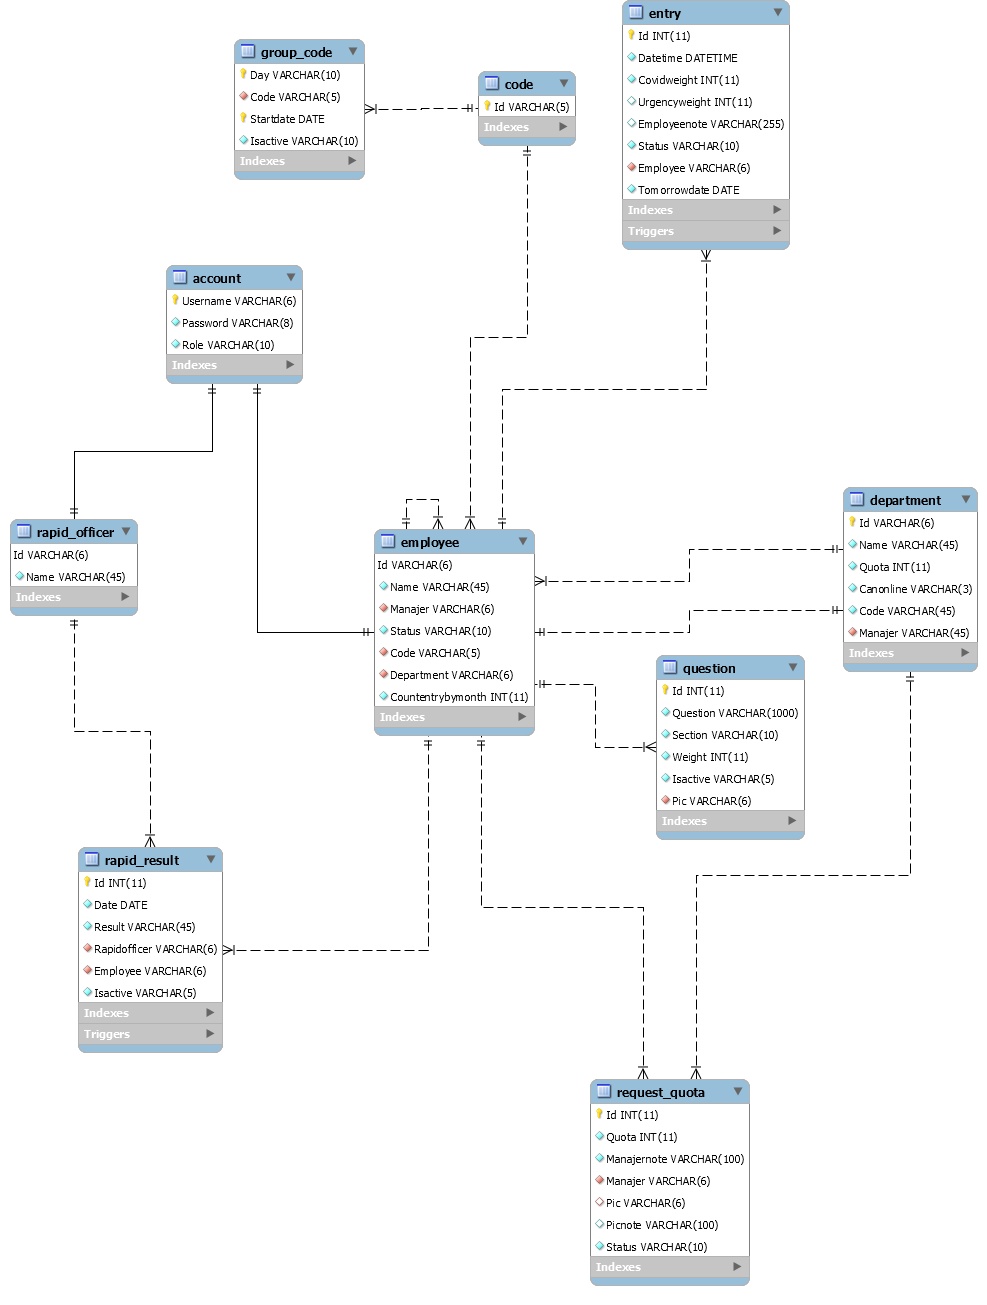 entry
Id INT(11)
Datetime DATETIME
Covidweight INT(11)
Urgencyweight INT(11)
Employeenote VARCHAR(255)
Status VARCHAR(10)
Employee VARCHAR(6)
Tomorrowdate DATE
Indexes
Triggers
group_code
Day VARCHAR(10)
Code VARCHAR(5)
Startdate DATE
Isactive VARCHAR(10)
Indexes
code
Id VARCHAR(5)
Indexes
account
Username VARCHAR(6)
Password VARCHAR(8)
Role VARCHAR(10)
Indexes
rapid_officer
Id VARCHAR(6)
Name VARCHAR(45)
Indexes
employee
Id VARCHAR(6)
Name VARCHAR(45)
Manajer VARCHAR(6)
Status VARCHAR(10)
Code VARCHAR(5)
Department VARCHAR(6)
Countentrybymonth INT(11)
Indexes
department
Id VARCHAR(6)
Name VARCHAR(45)
Quota INT(11)
Canonline VARCHAR(3)
Code VARCHAR(45)
Manajer VARCHAR(45)
Indexes
question
Id INT(11)
Question VARCHAR(1000)
Section VARCHAR(10)
Weight INT(11)
Isactive VARCHAR(5)
Pic VARCHAR(6)
Indexes
rapid_result
Id INT(11)
Date DATE
Result VARCHAR(45)
Rapidofficer VARCHAR(6)
Employee VARCHAR(6)
Isactive VARCHAR(5)
Indexes
Triggers
request_quota
Id INT(11)
Quota INT(11)
Manajernote VARCHAR(100)
Manajer VARCHAR(6)
Pic VARCHAR(6)
Picnote VARCHAR(100)
Status VARCHAR(10)
Indexes